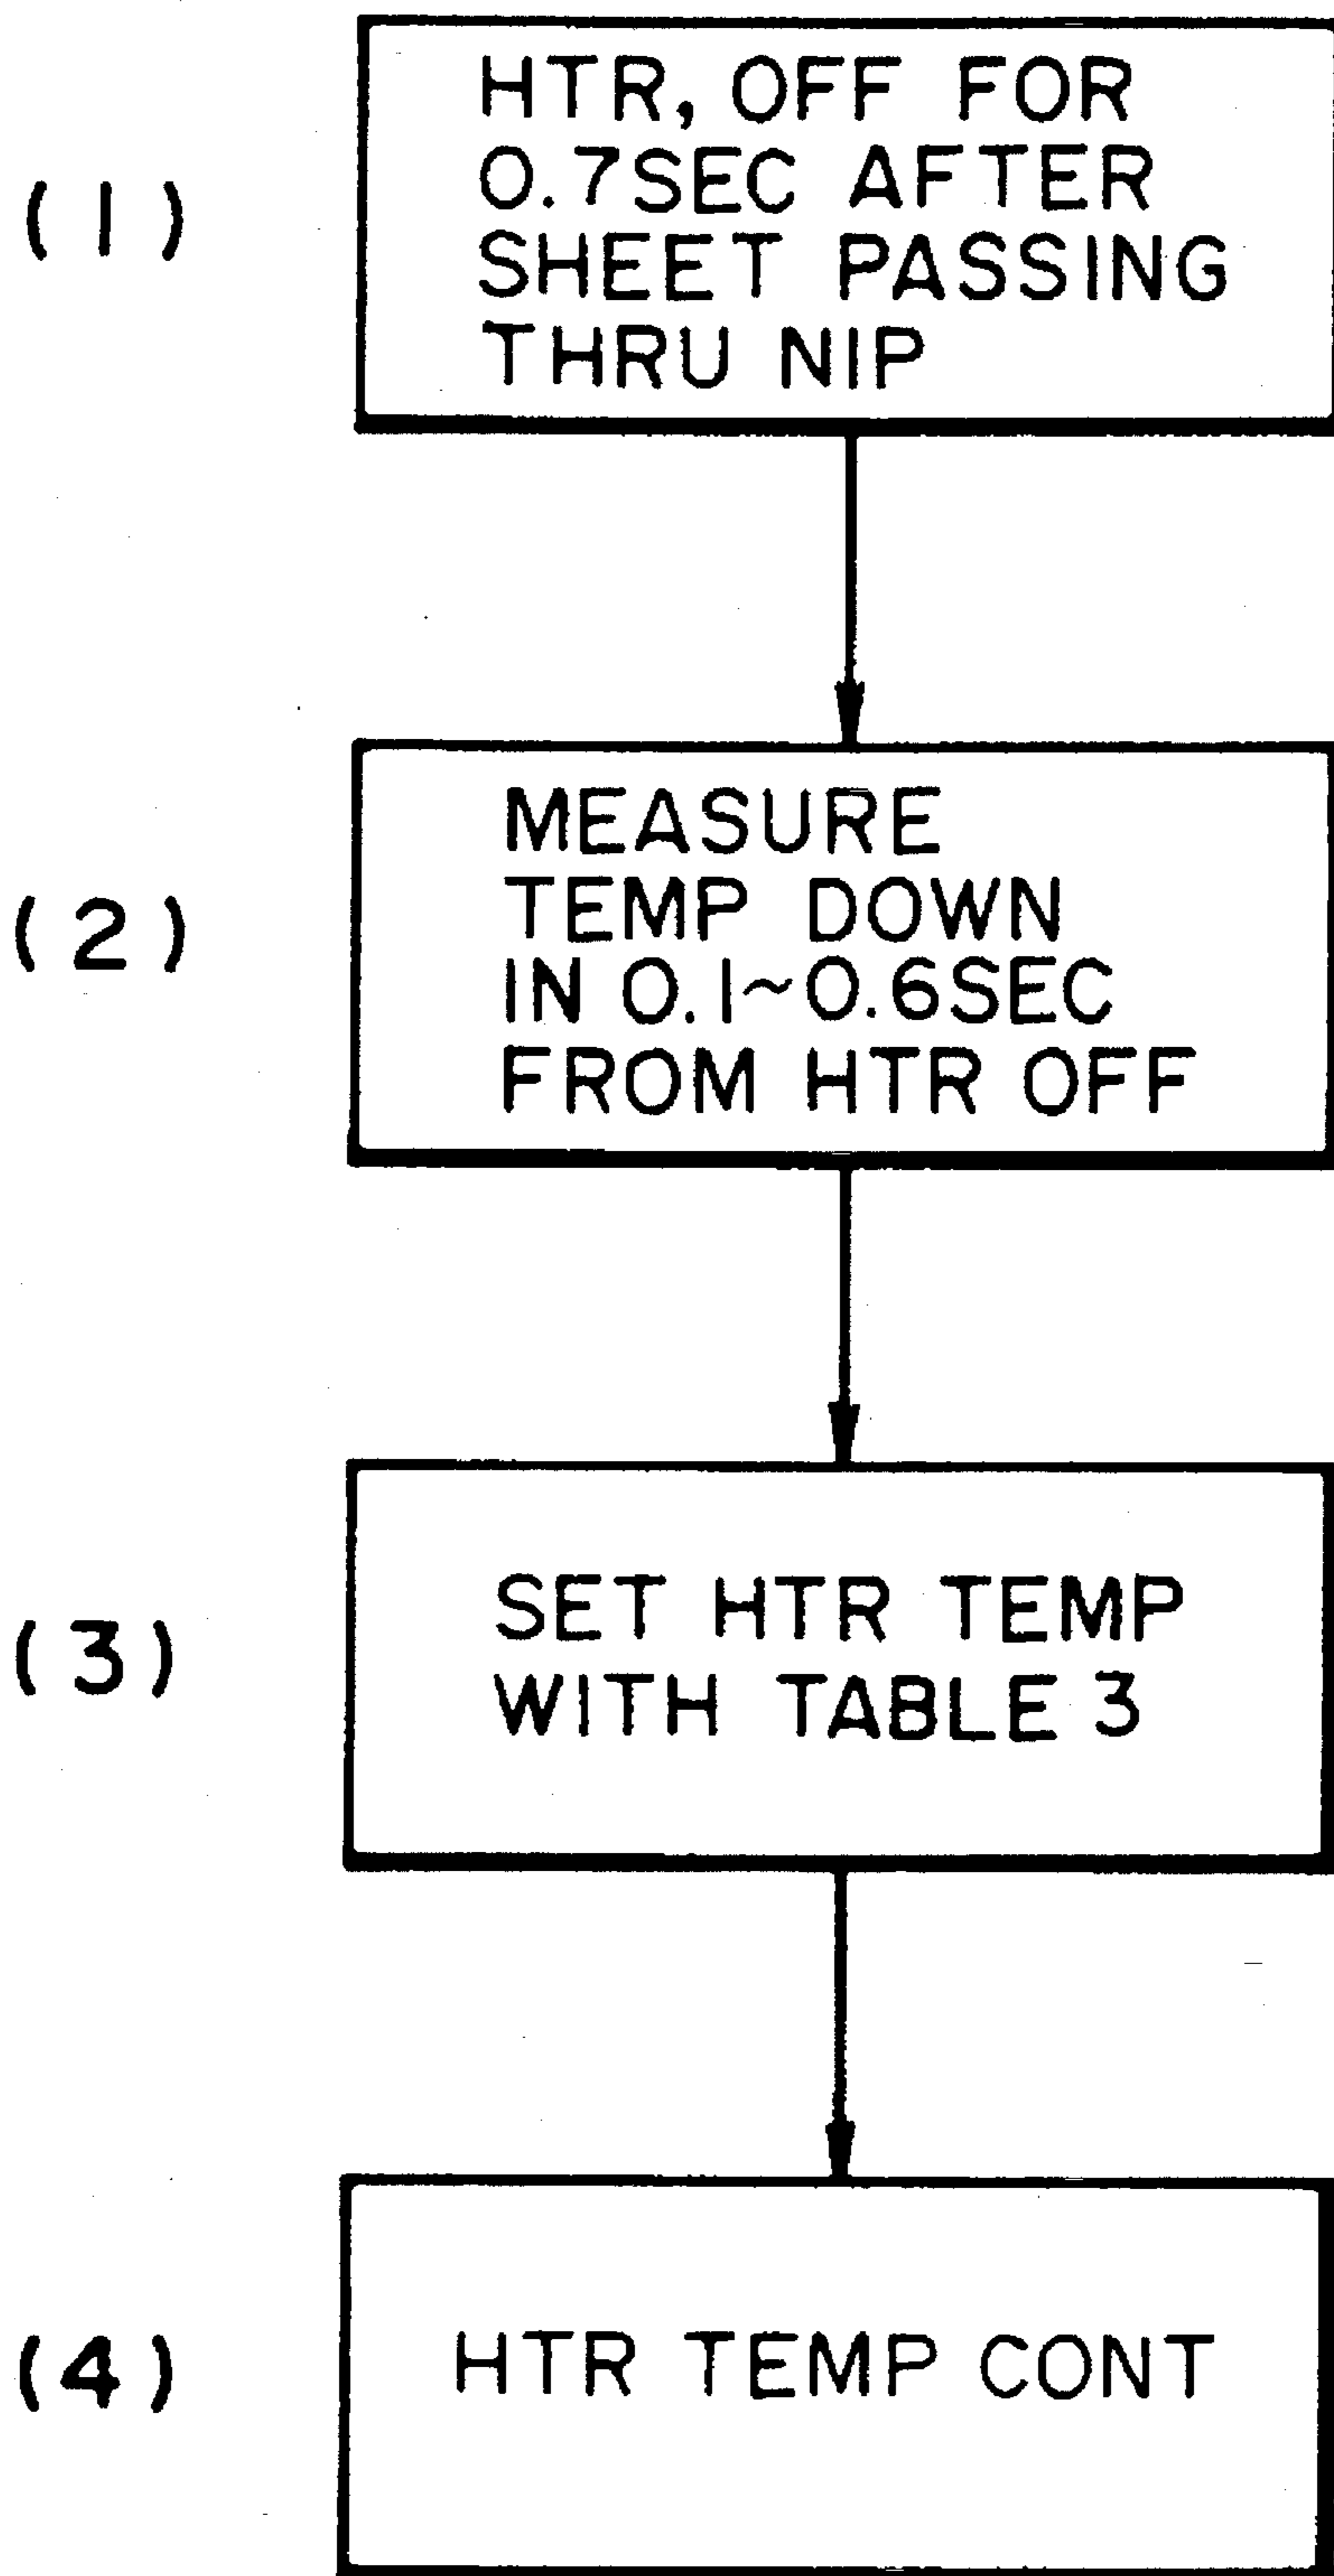 (1)
HTR, OFF FOR
0.7SEC AFTER
SHEET PASSING
THRU NIP
(2)
MEASURE
TEMP DOWN
IN 0.1~0.6SEC
FROM HTR OFF
(3)
SET HTR TEMP
WITH TABLE 3
(4)
HTR TEMP CONT